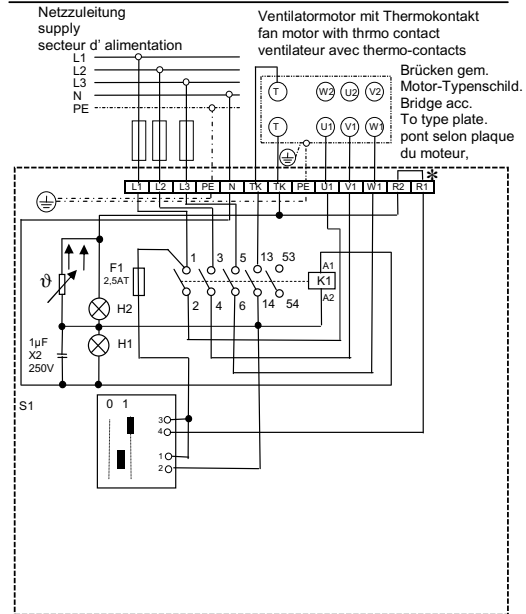 Netzzuleitung
supply
secteur d' alimentation
Ventilatormotor mit Thermokontakt
fan motor with thrmo contact
ventilateur avec thermo-contacts
L1
L2
L3
N
PE
Brücken gem.
Motor-Typenschild.
Bridge acc.
To type plate.
pont selon plaque
du moteur,
T W2 U2 V2
T U1 V1 W1
L1 L2 L3 PE N TK TK PE U1 V1 W1 R2 R1 *
F1
2,5AT
1 3 5 13 53
2 4 6 14 54
A1
K1
A2
ϑ
H2
H1
1µF
X2
250V
S1
0 1
3
4
1
2